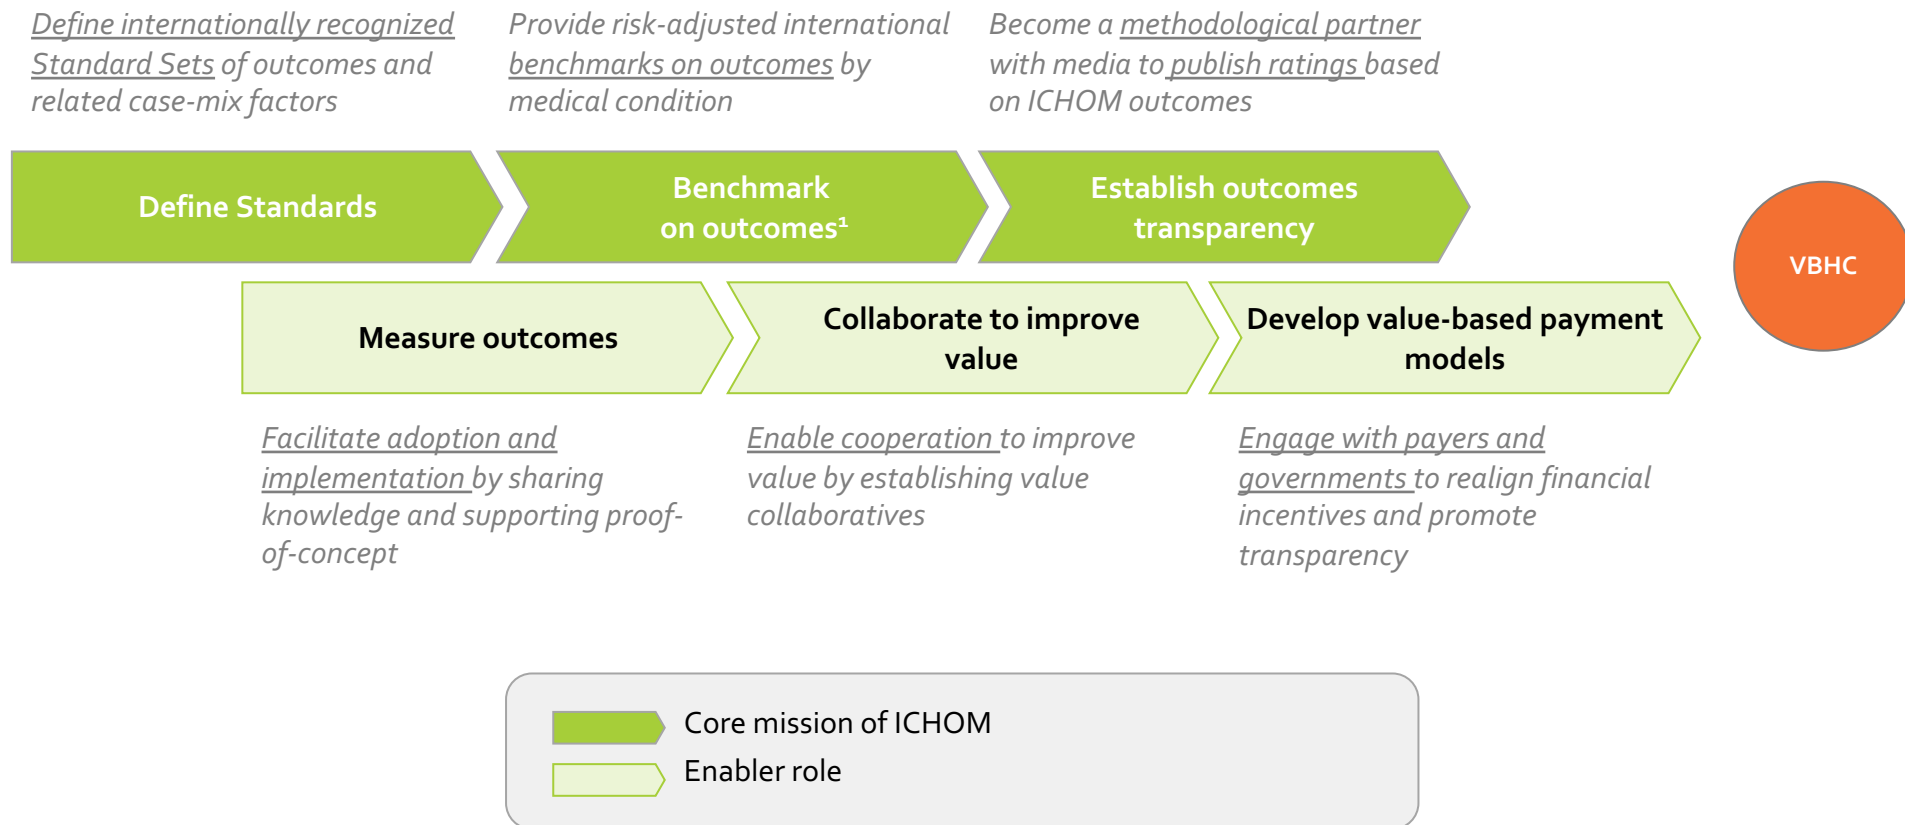 Define internationally recognized
Standard Sets of outcomes and
related case-mix factors
Provide risk-adjusted international
benchmarks on outcomes by
medical condition
Become a methodological partner
with media to publish ratings based
on ICHOM outcomes
Define Standards
Benchmark
on outcomes¹
Establish outcomes
transparency
VBHC
Measure outcomes
Collaborate to improve
value
Develop value-based payment
models
Facilitate adoption and
implementation by sharing
knowledge and supporting proof-
of-concept
Enable cooperation to improve
value by establishing value
collaboratives
Engage with payers and
governments to realign financial
incentives and promote
transparency
Core mission of ICHOM
Enabler role